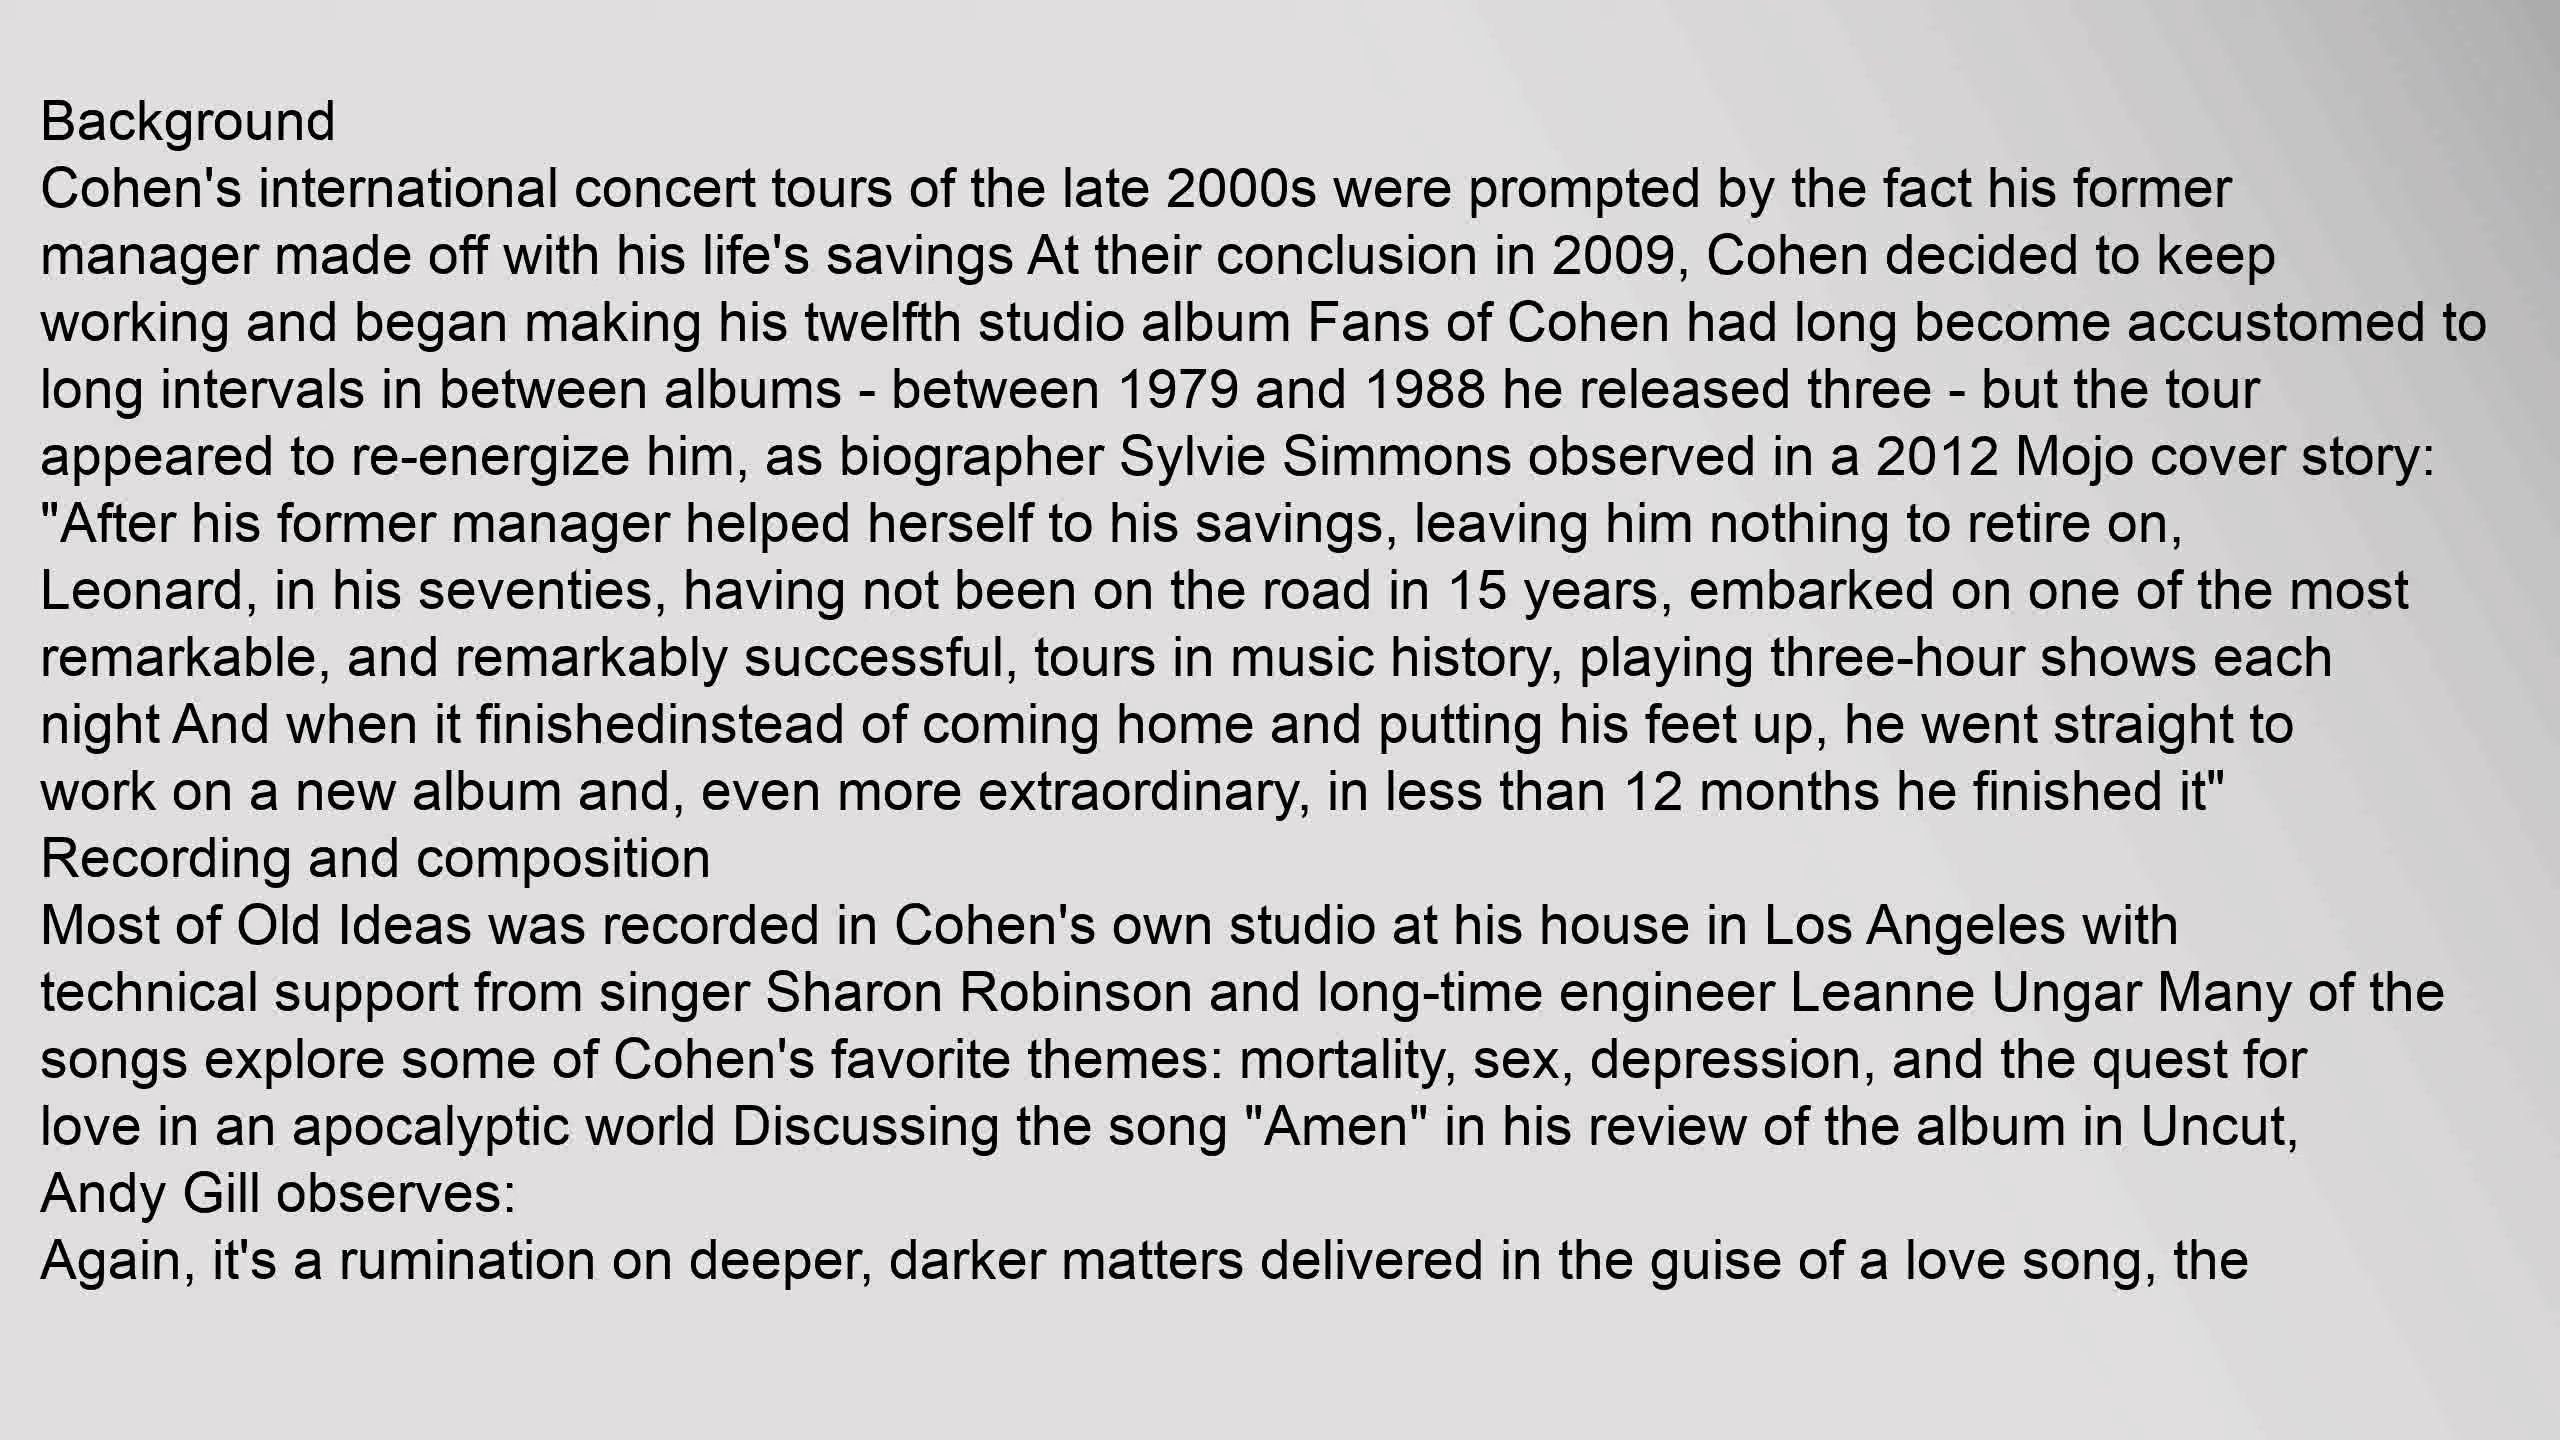 Background
Cohen's international concert tours of the late 2000s were prompted by the fact his former
manager made off with his life's savings At their conclusion in 2009, Cohen decided to keep
working and began making his twelfth studio album Fans of Cohen had long become accustomed to
long intervals in between albums - between 1979 and 1988 he released three - but the tour
appeared to re-energize him, as biographer Sylvie Simmons observed in a 2012 Mojo cover story:
"After his former manager helped herself to his savings, leaving him nothing to retire on,
Leonard, in his seventies, having not been on the road in 15 years, embarked on one of the most
remarkable, and remarkably successful, tours in music history, playing three-hour shows each
night And when it finishedinstead of coming home and putting his feet up, he went straight to
work on a new album and, even more extraordinary, in less than 12 months he finished it"
Recording and composition
Most of Old Ideas was recorded in Cohen's own studio at his house in Los Angeles with
technical support from singer Sharon Robinson and long-time engineer Leanne Ungar Many of the
songs explore some of Cohen's favorite themes: mortality, sex, depression, and the quest for
love in an apocalyptic world Discussing the song "Amen" in his review of the album in Uncut,
Andy Gill observes:
Again, it's a rumination on deeper, darker matters delivered in the guise of a love song, the